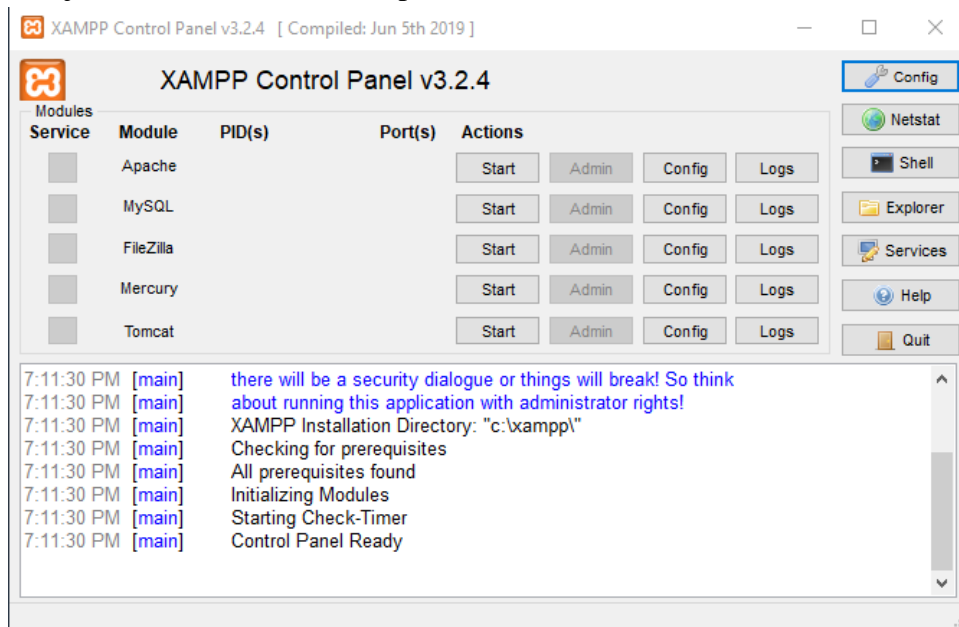 XAMPP Control Panel v3.2.4 [ Compiled: Jun 5th 2019 ]
XAMPP Control Panel v3.2.4
Config
Modules
Service Module PID(s) Port(s) Actions
Netstat
Apache Start Admin Config Logs
Shell
MySQL Start Admin Config Logs
Explorer
FileZilla Start Admin Config Logs
Services
Mercury Start Admin Config Logs
Help
Tomcat Start Admin Config Logs
Quit
7:11:30 PM [main] there will be a security dialogue or things will break! So think
7:11:30 PM [main] about running this application with administrator rights!
7:11:30 PM [main] XAMPP Installation Directory: "c:\xampp\"
7:11:30 PM [main] Checking for prerequisites
7:11:30 PM [main] All prerequisites found
7:11:30 PM [main] Initializing Modules
7:11:30 PM [main] Starting Check-Timer
7:11:30 PM [main] Control Panel Ready